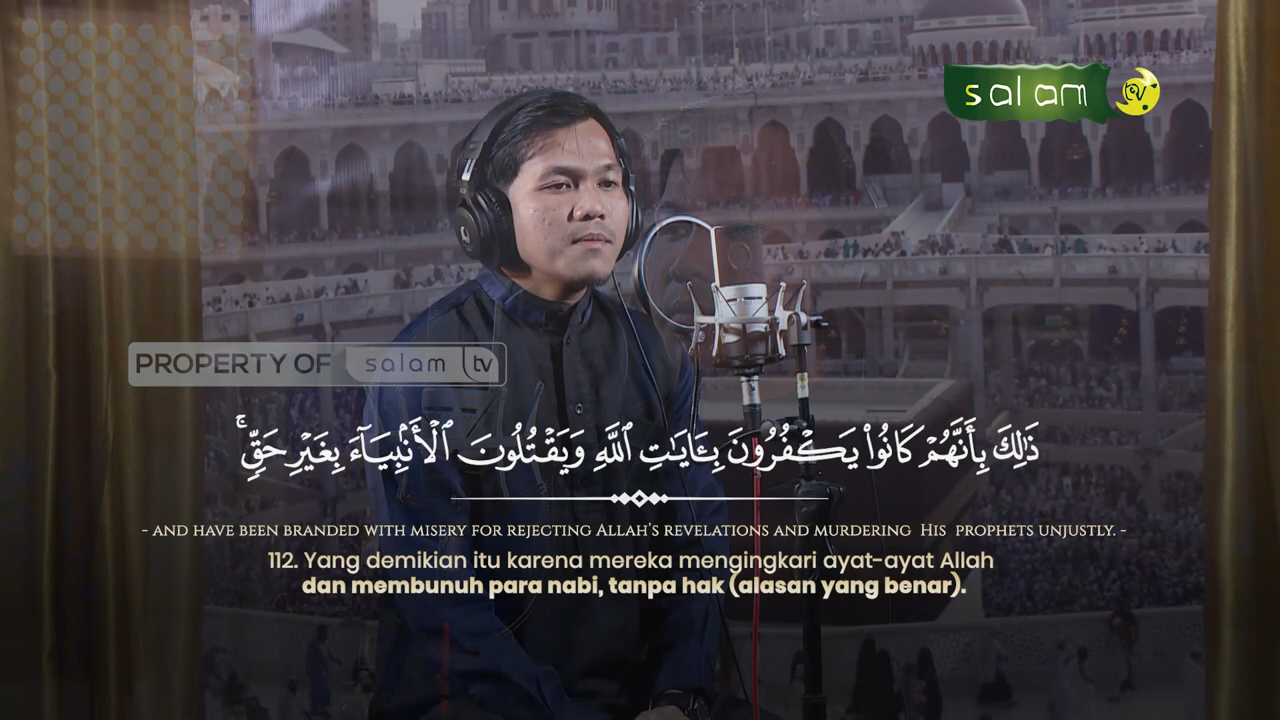 salam
PROPERTY OF salam tv
ذَٰلِكَ بِأَنَّهُمْ كَانُوا۟ يَكْفُرُونَ بِـَٔايَـٰتِ ٱللَّهِ وَيَقْتُلُونَ ٱلْأَنۢبِيَآءَ بِغَيْرِ حَقٍّ ۚ
- AND HAVE BEEN BRANDED WITH MISERY FOR REJECTING ALLAH'S REVELATIONS AND MURDERING HIS PROPHETS UNJUSTLY. -
112. Yang demikian itu karena mereka mengingkari ayat-ayat Allah
dan membunuh para nabi, tanpa hak (alasan yang benar).